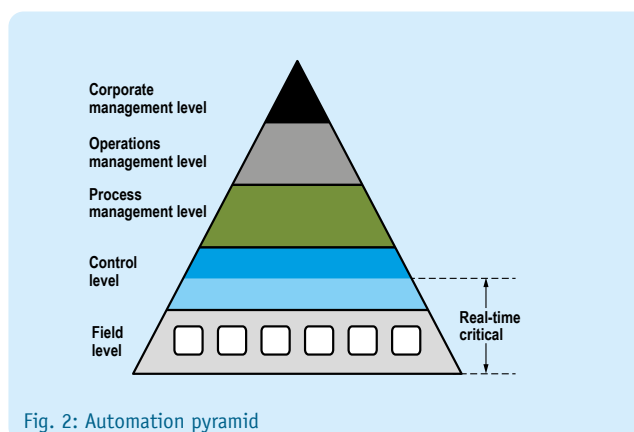 Corporate
management level
Operations
management level
Process
management level
Control
level
Field
level
Real-time
critical
Fig. 2: Automation pyramid